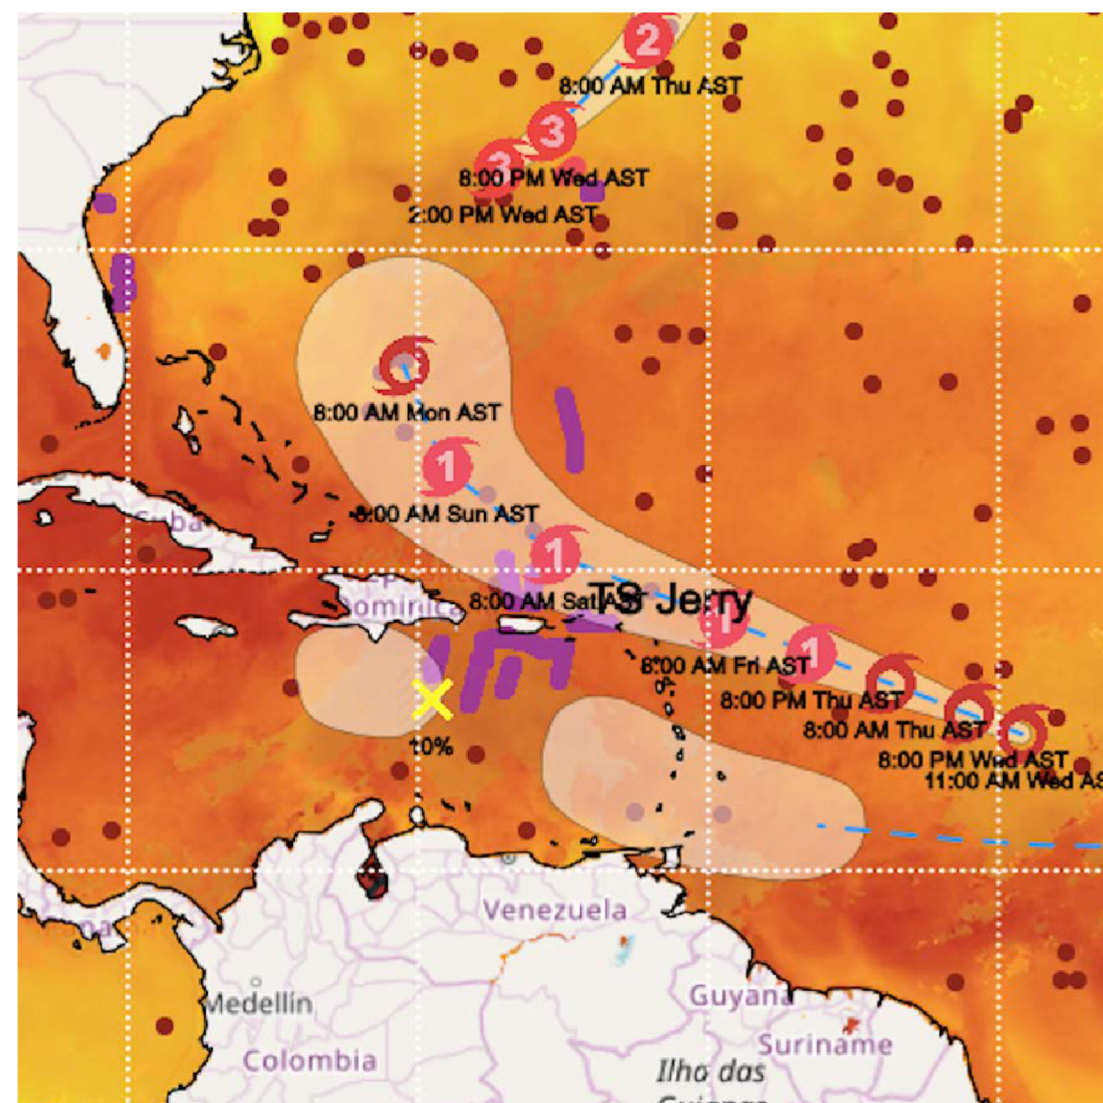 2
8:00 AM Thu AST
3
3
8:00 PM Wed AST
2:00 PM Wed AST
8:00 AM Mon AST
1
8:00 AM Sun AST
Cuba
1
8:00 AM Sat AST
TS Jerry
1
ominica
8:00 AM Fri AST
1
8:00 PM Thu AST
8:00 AM Thu AST
8:00 PM Wed AST
11:00 AM Wed AS
10%
Venezuela
Medellín
Guyana
Suriname
Colombia
Ilha das